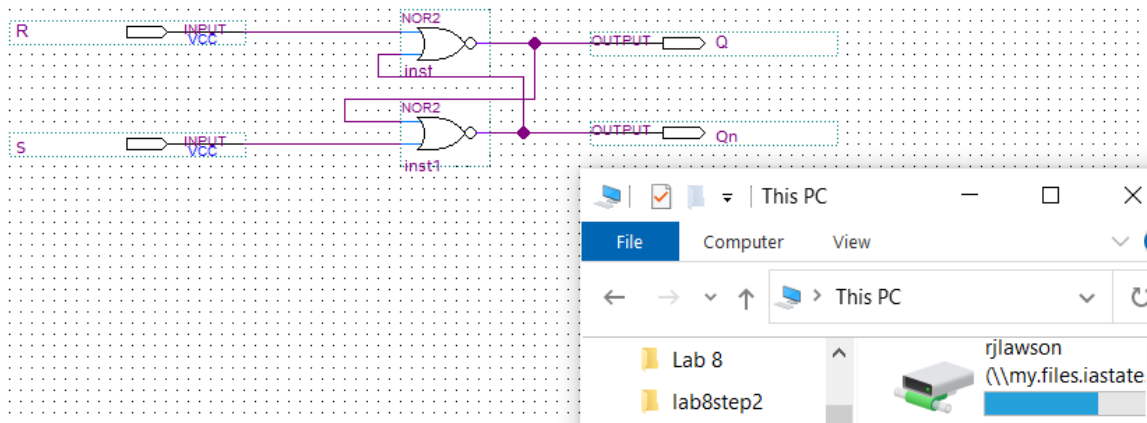 NOR2
R
INPUT
VCC
OUTPUT
Q
inst
NOR2
S
INPUT
VCC
OUTPUT
Qn
inst1
This PC
File
Computer
View
This PC
Lab 8
lab8step2
rjlawson
(\\my.files.iastate